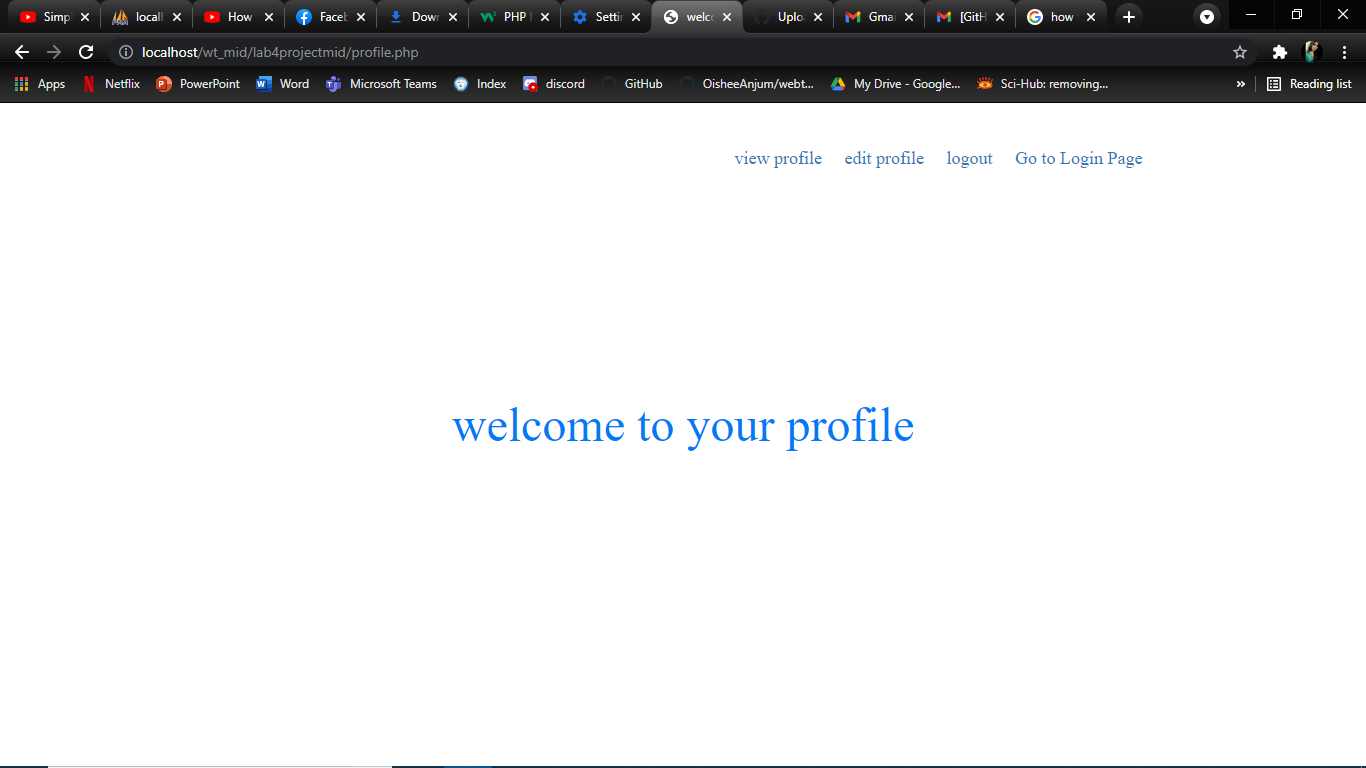 Simp locall How Faceb Dowr PHP Settir welco Uplo Gmai [GitH how
localhost/wt_mid/lab4projectmid/profile.php
Apps Netflix PowerPoint Word Microsoft Teams Index discord GitHub OisheeAnjum/webt... My Drive - Google... Sci-Hub: removing... » Reading list
view profile edit profile logout Go to Login Page
welcome to your profile